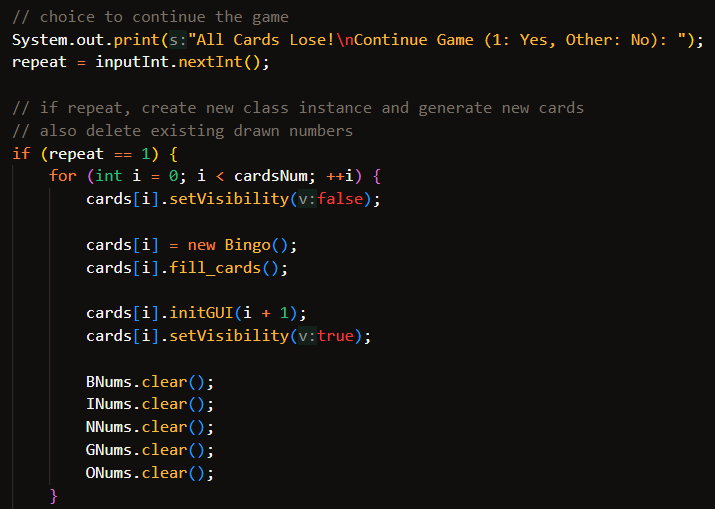 // choice to continue the game
System.out.print(s:"All Cards Lose!\nContinue Game (1: Yes, Other: No): ");
repeat = inputInt.nextInt();
// if repeat, create new class instance and generate new cards
// also delete existing drawn numbers
if (repeat == 1) {
    for (int i = 0; i < cardsNum; ++i) {
        cards[i].setVisibility(v:false);
        cards[i] = new Bingo();
        cards[i].fill_cards();
        cards[i].initGUI(i + 1);
        cards[i].setVisibility(v:true);
        BNums.clear();
        INums.clear();
        NNums.clear();
        GNums.clear();
        ONums.clear();
    }